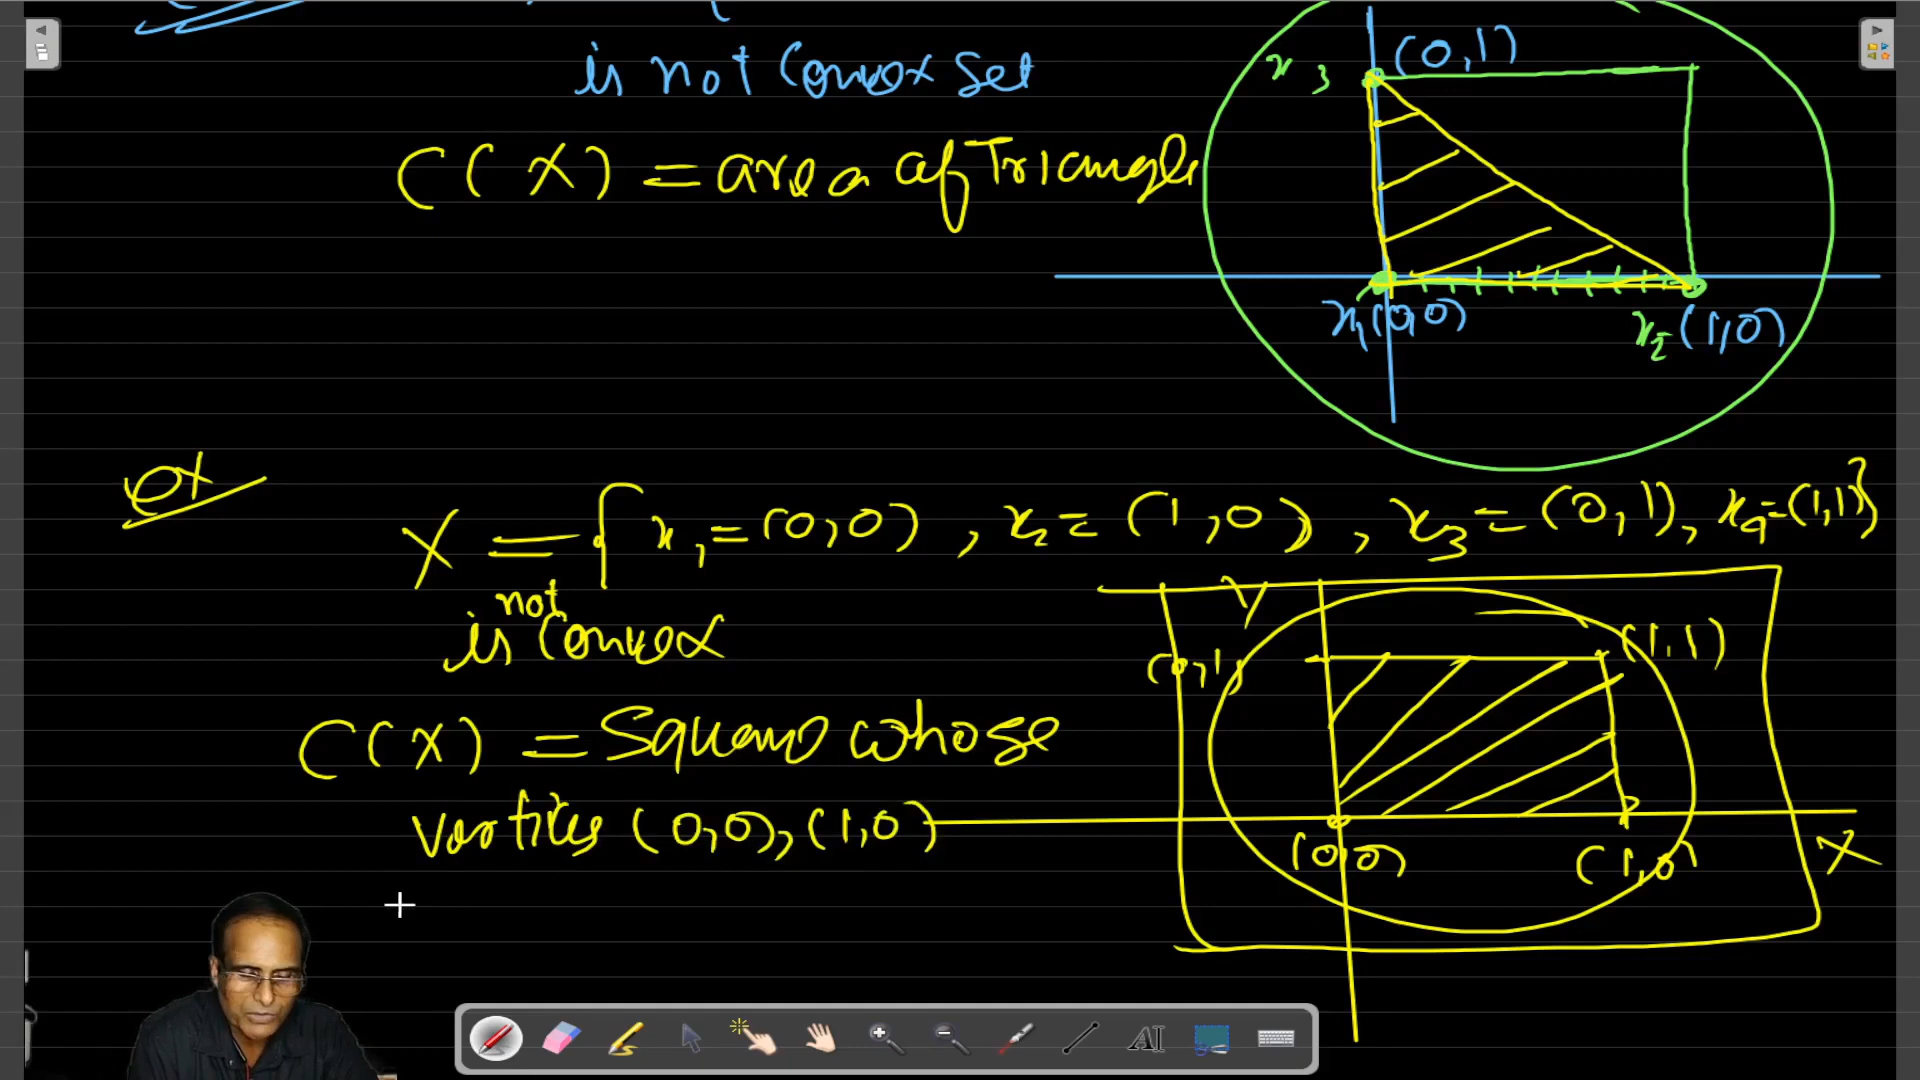 is not Convex Set
C(X) = area of Triangle
x3 (0,1)
x1(0,0) x2 (1,0)
Ex
X = { x1 = (0,0) , x2 = (1,0) , x3 = (0,1), x4 = (1,1)}
not
is Convex
Y
(0,1) (1,1)
C(X) = Square whose
vertices (0,0), (1,0)
(0,0) (1,0) X
AI